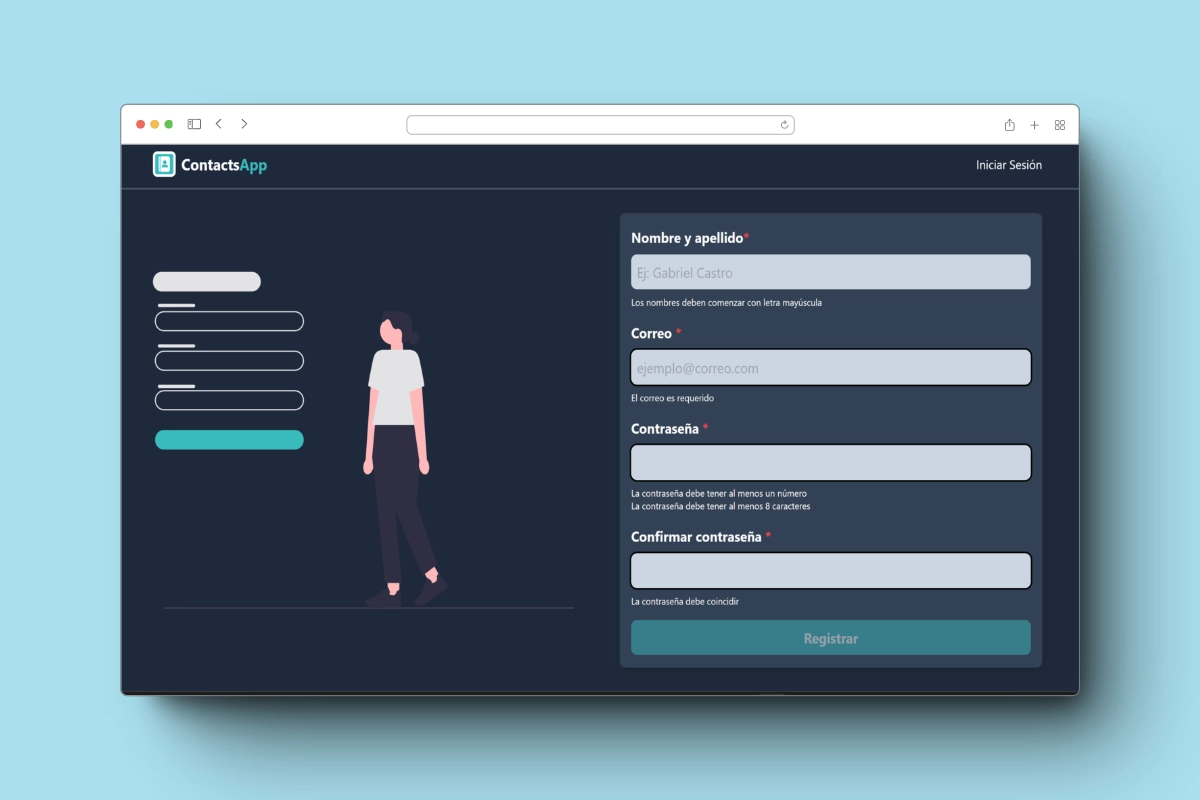 ContactsApp
Iniciar Sesión
Nombre y apellido*
Ej: Gabriel Castro
Los nombres deben comenzar con letra mayúscula
Correo *
ejemplo@correo.com
El correo es requerido
Contraseña *
La contraseña debe tener al menos un número
La contraseña debe tener al menos 8 caracteres
Confirmar contraseña *
La contraseña debe coincidir
Registrar